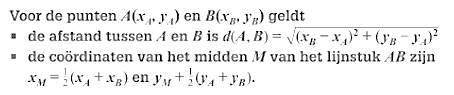 Voor de punten A(x_A, y_A) en B(x_B, y_B) geldt
▪ de afstand tussen A en B is d(A, B) = √((x_B − x_A)² + (y_B − y_A)²)
▪ de coördinaten van het midden M van het lijnstuk AB zijn
x_M = ½(x_A + x_B) en y_M + ½(y_A + y_B).